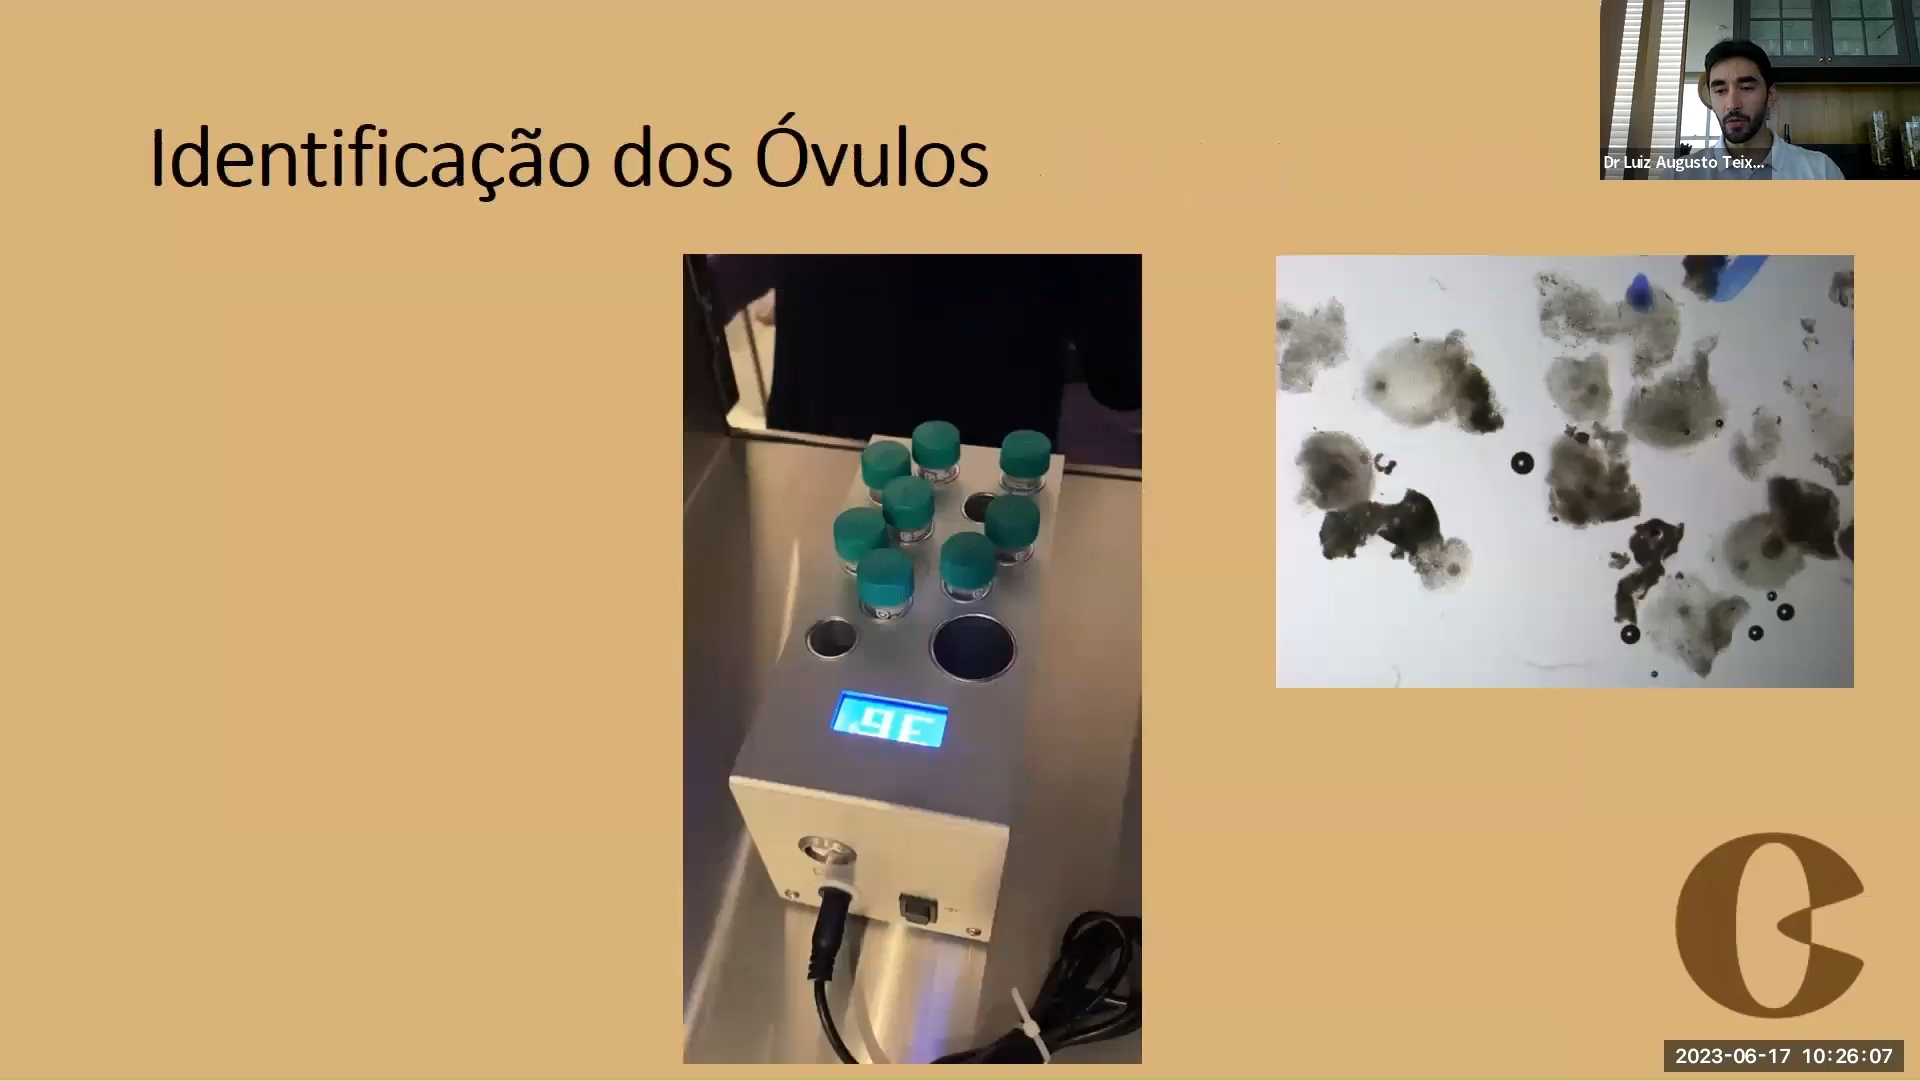 Identificação dos Óvulos
Dr Luiz Augusto Teix...
2023-06-17 10:26:07